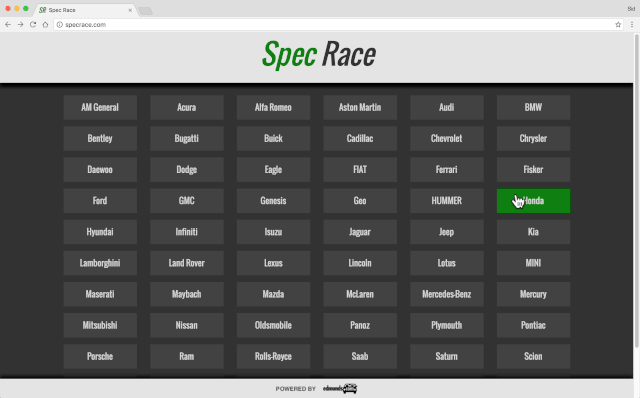 SR Spec Race
Sid
specrace.com
Spec Race
AM General Acura Alfa Romeo Aston Martin Audi BMW
Bentley Bugatti Buick Cadillac Chevrolet Chrysler
Daewoo Dodge Eagle FIAT Ferrari Fisker
Ford GMC Genesis Geo HUMMER Honda
Hyundai Infiniti Isuzu Jaguar Jeep Kia
Lamborghini Land Rover Lexus Lincoln Lotus MINI
Maserati Maybach Mazda McLaren Mercedes-Benz Mercury
Mitsubishi Nissan Oldsmobile Panoz Plymouth Pontiac
Porsche Ram Rolls-Royce Saab Saturn Scion
POWERED BY edmunds